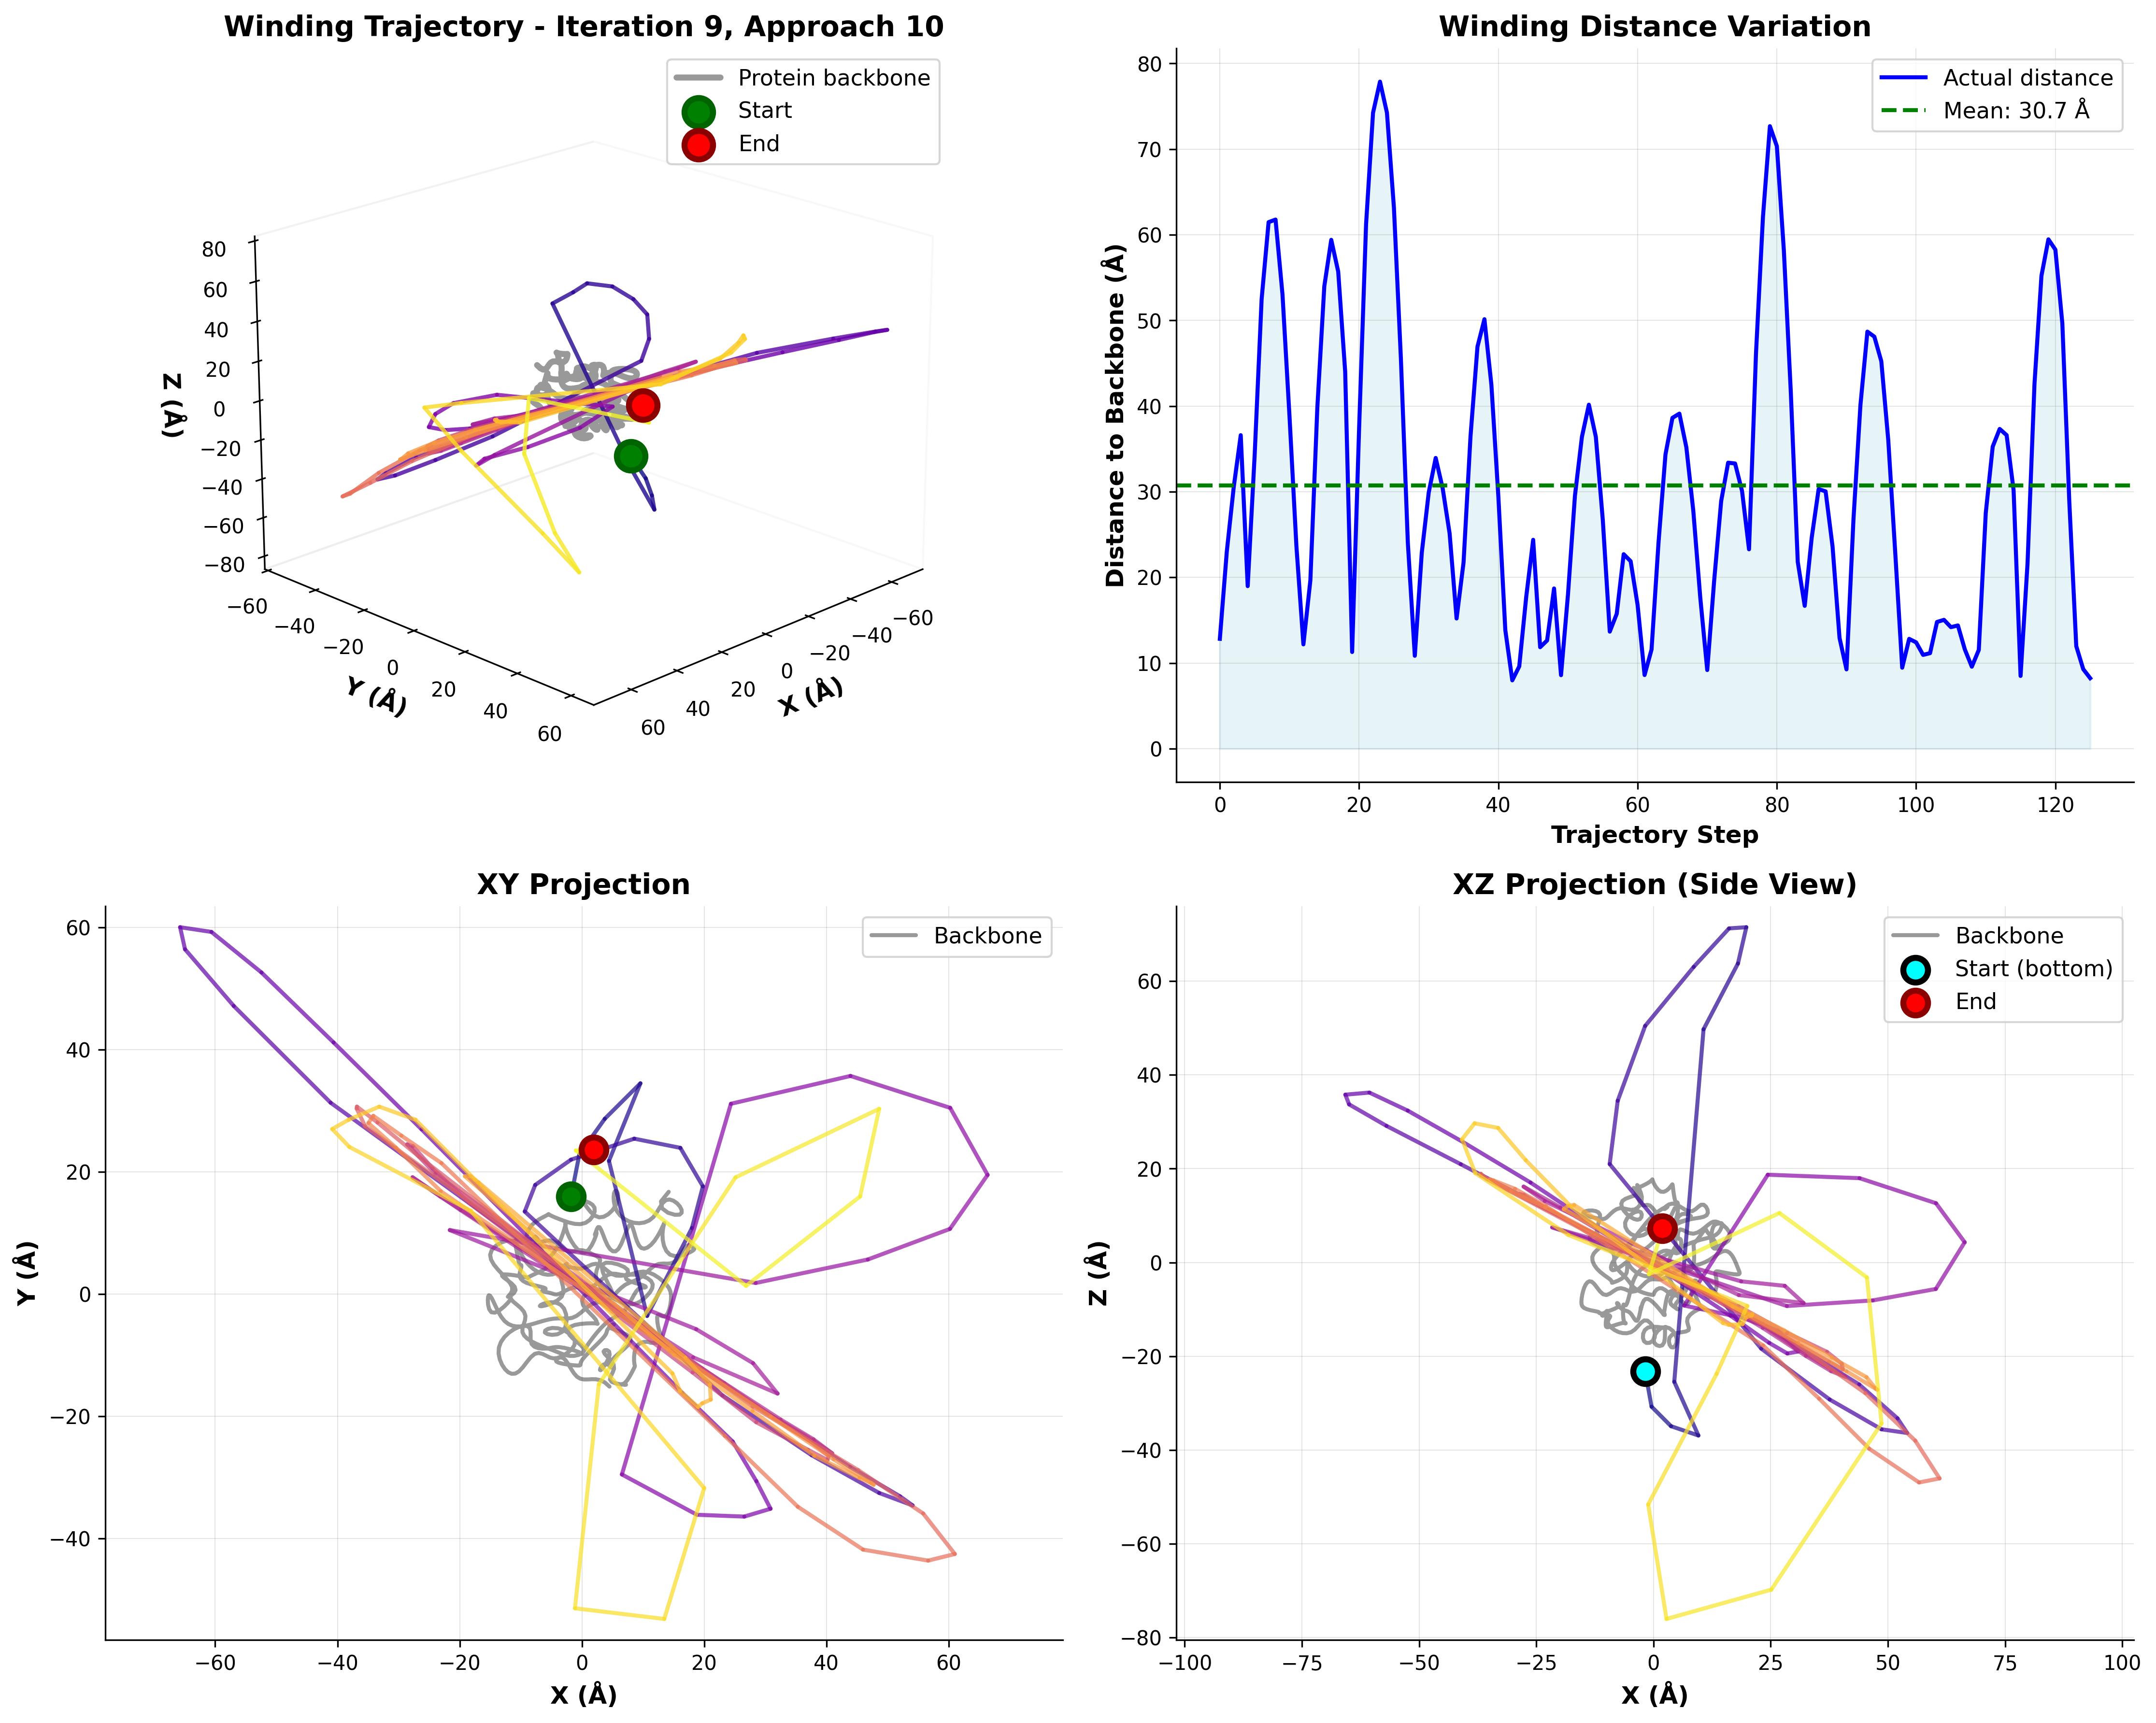 Winding Trajectory - Iteration 9, Approach 10
Protein backbone
Start
End
80
60
40
20
0
−20
−40
−60
−80
Z (Å)
−60
−40
−20
0
20
40
60
Y (Å)
60
40
20
0
−20
−40
−60
X (Å)
Winding Distance Variation
Actual distance
Mean: 30.7 Å
80
70
60
50
40
30
20
10
0
Distance to Backbone (Å)
0 20 40 60 80 100 120
Trajectory Step
XY Projection
Backbone
60
40
20
0
−20
−40
Y (Å)
−60 −40 −20 0 20 40 60
X (Å)
XZ Projection (Side View)
Backbone
Start (bottom)
End
60
40
20
0
−20
−40
−60
−80
Z (Å)
−100 −75 −50 −25 0 25 50 75 100
X (Å)